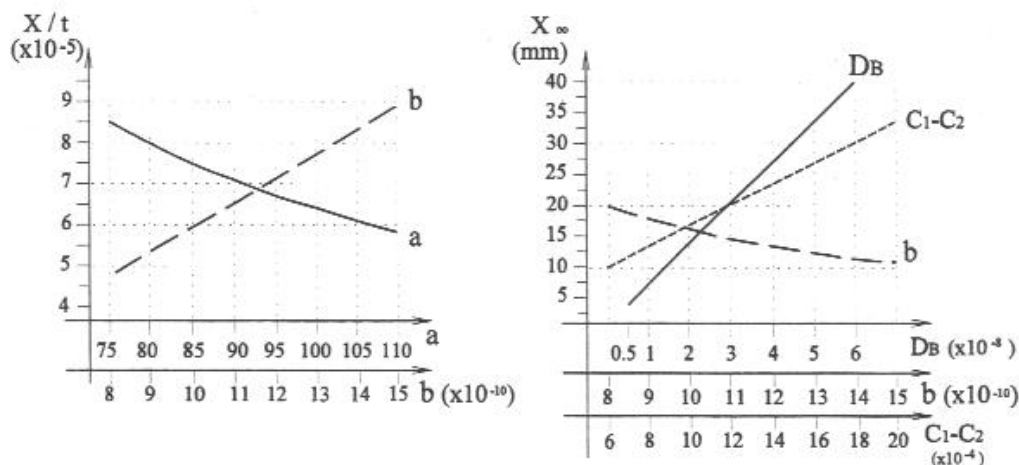 X / t
(x10⁻⁵)
9
8
7
6
5
4
b
a
75 80 85 90 95 100 105 110
a
8 9 10 11 12 13 14 15 b (x10⁻¹⁰)
X ∞
(mm)
40
35
30
25
20
15
10
5
DB
C1-C2
b
0.5 1 2 3 4 5 6 DB (x10⁻⁸)
8 9 10 11 12 13 14 15 b (x10⁻¹⁰)
6 8 10 12 14 16 18 20 C1-C2
(x10⁻⁴)